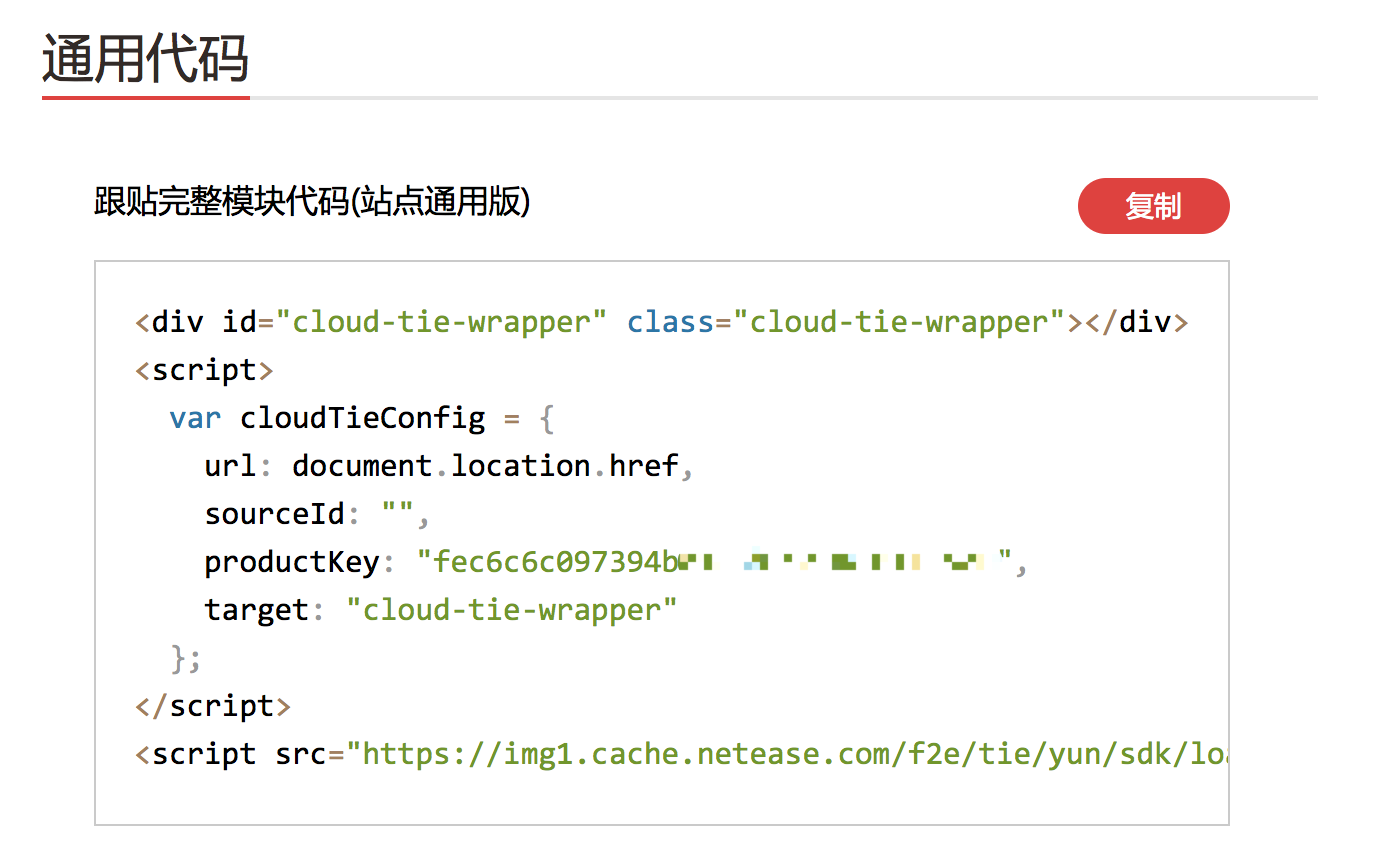 通用代码
跟贴完整模块代码(站点通用版)
复制
<div id="cloud-tie-wrapper" class="cloud-tie-wrapper"></div>
<script>
  var cloudTieConfig = {
    url: document.location.href,
    sourceId: "",
    productKey: "fec6c6c097394b",
    target: "cloud-tie-wrapper"
  };
</script>
<script src="https://img1.cache.netease.com/f2e/tie/yun/sdk/lo